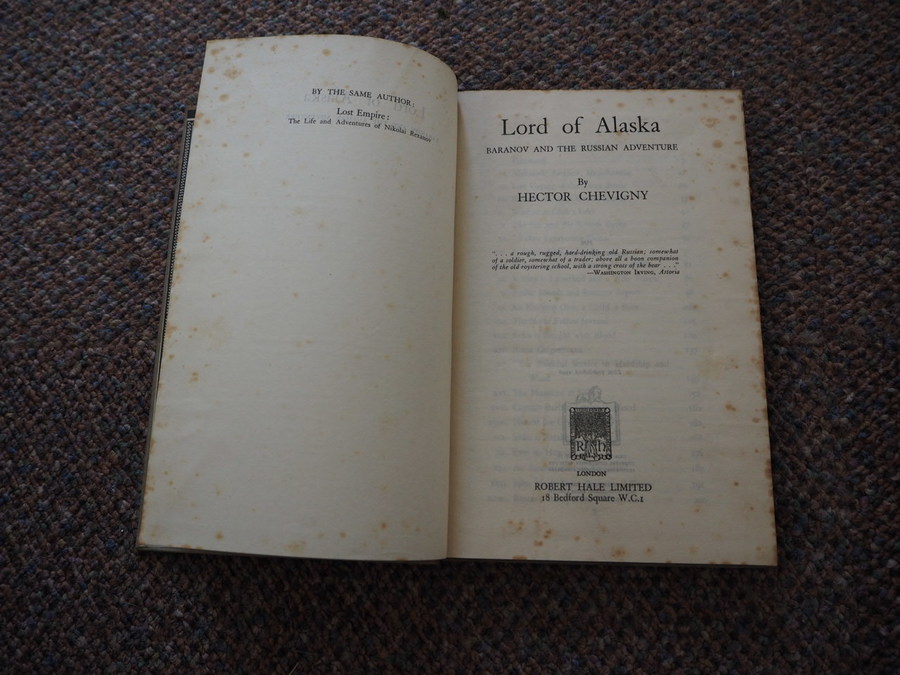 BY THE SAME AUTHOR
Lost Empire:
The Life and Adventures of Nikolai Rezanov
Lord of Alaska
BARANOV AND THE RUSSIAN ADVENTURE
By
HECTOR CHEVIGNY
". . . a rough, rugged, hard-drinking old Russian; somewhat
of a soldier, somewhat of a trader; above all a boon companion
of the old roystering school, with a strong cross of the bear . . ."
—WASHINGTON IRVING, Astoria
R H
LONDON
ROBERT HALE LIMITED
18 Bedford Square W.C.1